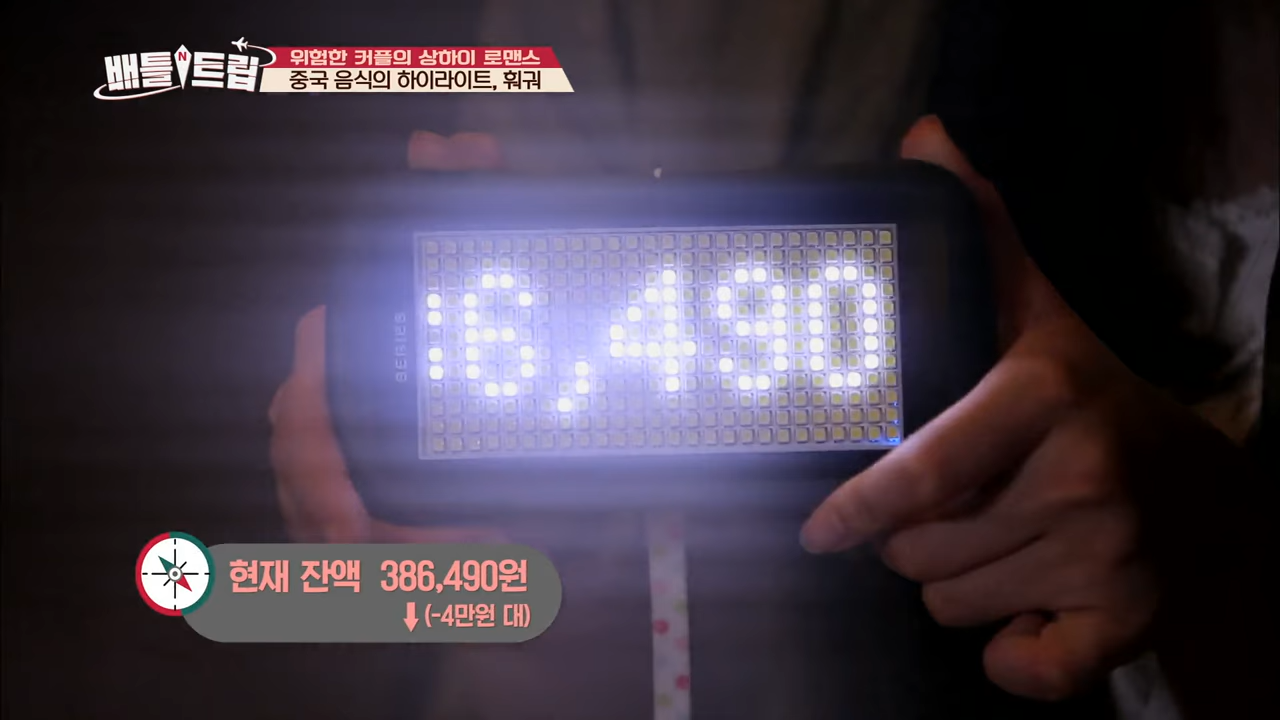 배틀트립
위험한 커플의 상하이 로맨스
중국 음식의 하이라이트, 훠궈
6,490
현재 잔액 386,490원
(-4만원 대)